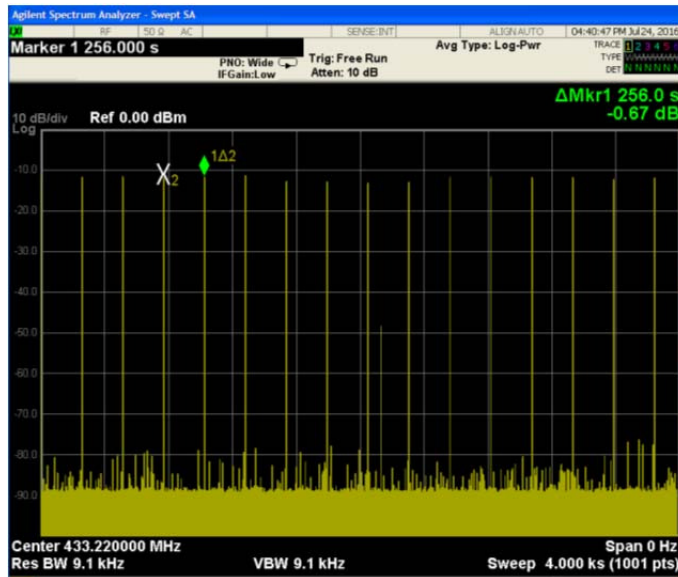 Agilent Spectrum Analyzer - Swept SA
RF 50 Ω AC SENSE:INT ALIGN AUTO 04:40:47 PM Jul 24, 2016
Marker 1 256.000 s
PNO: Wide
IFGain:Low
Trig: Free Run
Atten: 10 dB
Avg Type: Log-Pwr
TRACE 1 2 3 4 5
TYPE
DET N N N N N
ΔMkr1 256.0 s
-0.67 dB
10 dB/div Ref 0.00 dBm
Log
1Δ2
X2
-10.0
-20.0
-30.0
-40.0
-50.0
-60.0
-70.0
-80.0
-90.0
Center 433.220000 MHz Span 0 Hz
Res BW 9.1 kHz VBW 9.1 kHz Sweep 4.000 ks (1001 pts)